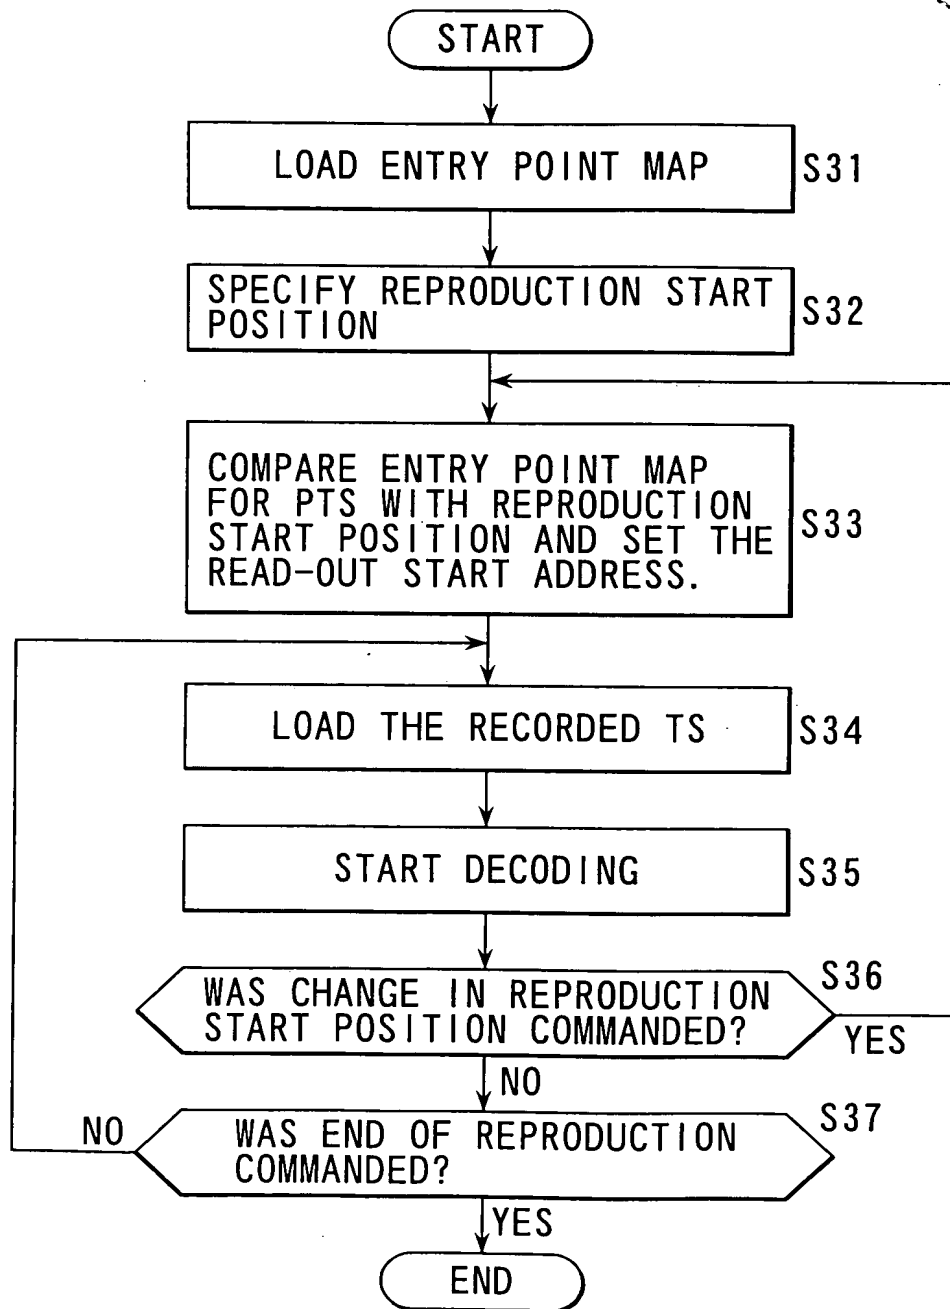 START
LOAD ENTRY POINT MAP
S31
SPECIFY REPRODUCTION START
POSITION
S32
COMPARE ENTRY POINT MAP
FOR PTS WITH REPRODUCTION
START POSITION AND SET THE
READ-OUT START ADDRESS.
S33
LOAD THE RECORDED TS
S34
START DECODING
S35
S36
WAS CHANGE IN REPRODUCTION
START POSITION COMMANDED?
YES
NO
S37
NO
WAS END OF REPRODUCTION
COMMANDED?
YES
END